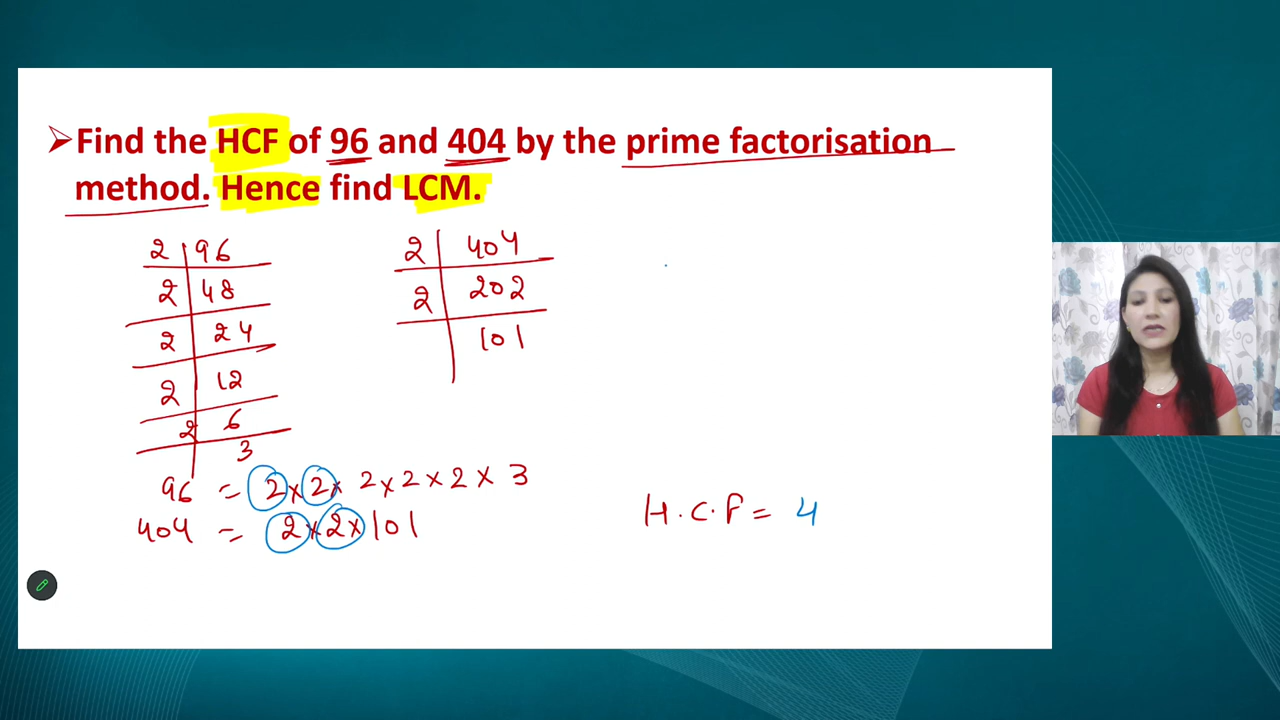 Find the HCF of 96 and 404 by the prime factorisation
method. Hence find LCM.
2 96
2 48
2 24
2 12
2 6
3
2 404
2 202
101
96 = 2 × 2 × 2 × 2 × 2 × 3
404 = 2 × 2 × 101
H.C.F = 4